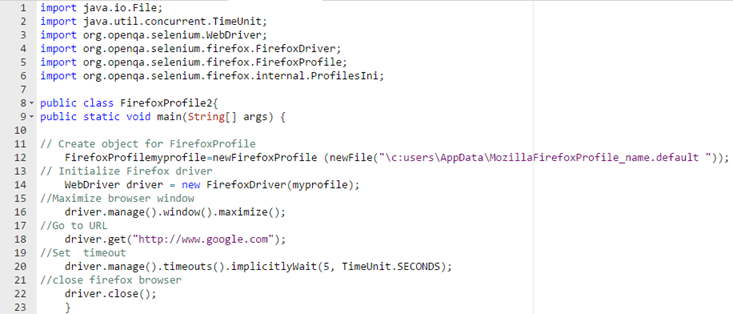 1 import java.io.File;
2 import java.util.concurrent.TimeUnit;
3 import org.openqa.selenium.WebDriver;
4 import org.openqa.selenium.firefox.FirefoxDriver;
5 import org.openqa.selenium.firefox.FirefoxProfile;
6 import org.openqa.selenium.firefox.internal.ProfilesIni;
7
8 public class FirefoxProfile2{
9 public static void main(String[] args) {
10
11 // Create object for FirefoxProfile
12 FirefoxProfilemyprofile=newFirefoxProfile (newFile("\c:users\AppData\MozillaFirefoxProfile_name.default "));
13 // Initialize Firefox driver
14 WebDriver driver = new FirefoxDriver(myprofile);
15 //Maximize browser window
16 driver.manage().window().maximize();
17 //Go to URL
18 driver.get("http://www.google.com");
19 //Set  timeout
20 driver.manage().timeouts().implicitlyWait(5, TimeUnit.SECONDS);
21 //close firefox browser
22 driver.close();
23 }